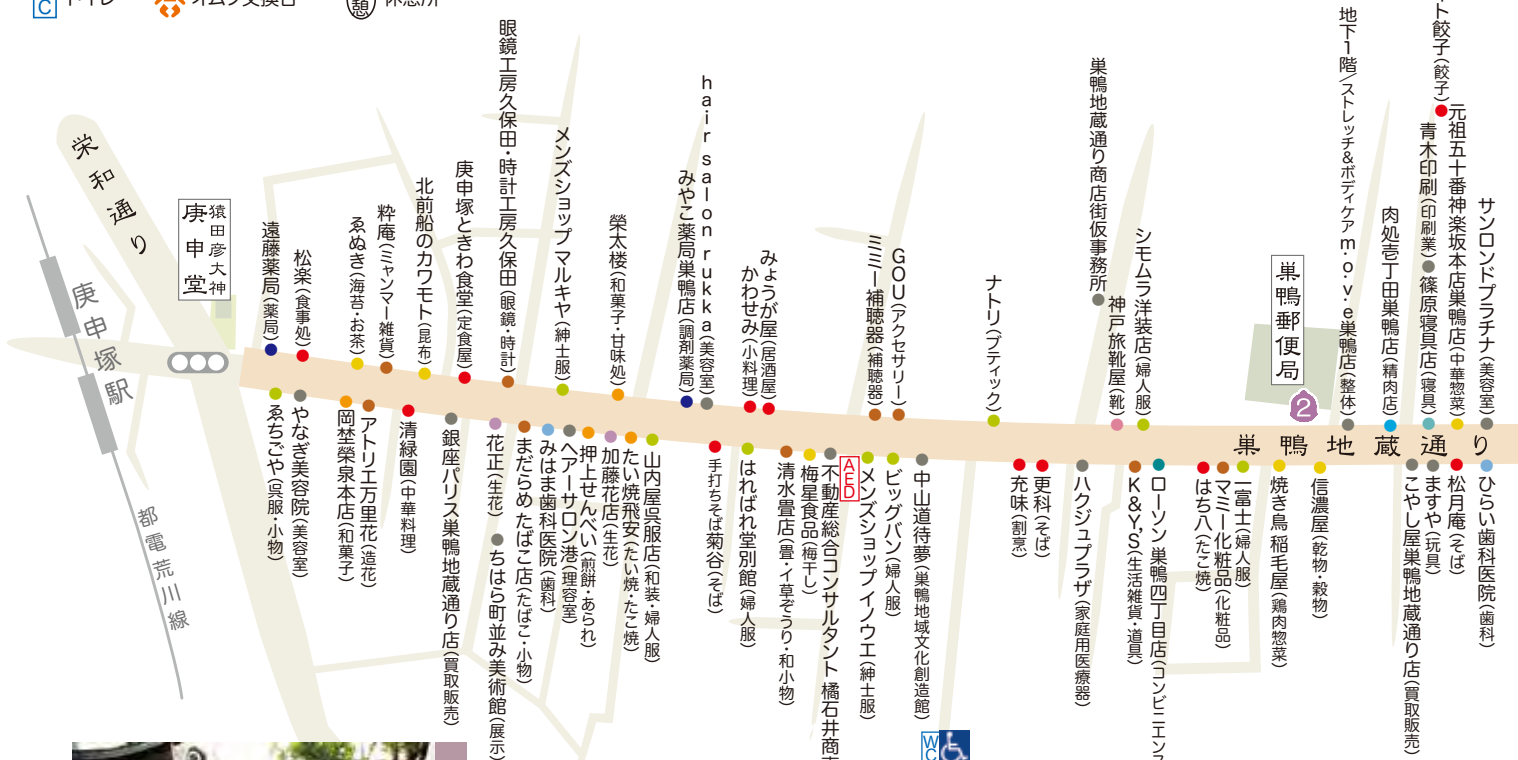 トイレ
オムツ交換台
憩 休憩所
栄和通り
庚申塚駅
都電荒川線
猿田彦大神
庚申堂
遠藤薬局(薬局)
松楽(食事処)
ゑぬき(海苔・お茶)
粋庵(ミャンマー雑貨)
北前船のカワモト(昆布)
庚申塚ときわ食堂(定食屋)
眼鏡工房久保田・時計工房久保田(眼鏡・時計)
メンズショップ マルキヤ(紳士服)
榮太楼(和菓子・甘味処)
みやこ薬局巣鴨店(調剤薬局)
hair salon rukka(美容室)
かわせみ(小料理)
みょうが屋(居酒屋)
ミミー補聴器(補聴器)
GOU(アクセサリー)
ナトリ(ブティック)
巣鴨地蔵通り商店街仮事務所
神戸旅靴屋(靴)
シモムラ洋装店(婦人服)
巣鴨郵便局
2
地下1階/ストレッチ&ボディケア m・o・v・e巣鴨店(整体)
肉処壱丁田巣鴨店(精肉店)
ト餃子(餃子)
青木印刷(印刷業)
篠原寝具店(寝具)
元祖五十番神楽坂本店巣鴨店(中華惣菜)
サンロンドプラチナ(美容室)
巣鴨地蔵通り
ゑちごや(呉服・小物)
やなぎ美容院(美容室)
岡埜榮泉本店(和菓子)
アトリエ万里花(造花)
清緑園(中華料理)
銀座パリス巣鴨地蔵通り店(買取販売)
花正(生花)
ちはら町並み美術館(展示)
まだらめ たばこ店(たばこ・小物)
みはま歯科医院(歯科)
ヘアーサロン港(理容室)
押上せんべい(煎餅・あられ)
加藤花店(生花)
たい焼飛安(たい焼・たこ焼)
山内屋呉服店(和装・婦人服)
手打ちそば菊谷(そば)
はればれ堂別館(婦人服)
清水畳店(畳・イ草ぞうり・和小物)
梅星食品(梅干し)
不動産総合コンサルタント 橘石井商
AED
メンズショップ イノウエ(紳士服)
ビッグバン(婦人服)
中山道待夢(巣鴨地域文化創造館)
WC
充味(割烹)
更科(そば)
ハクジュプラザ(家庭用医療器)
K&Y,S(生活雑貨・道具)
ローソン 巣鴨四丁目店(コンビニエンス
はち八(たこ焼)
マミー化粧品(化粧品)
一富士(婦人服)
焼き鳥 稲毛屋(鶏肉惣菜)
信濃屋(乾物・穀物)
こやし屋巣鴨地蔵通り店(買取販売)
ますや(玩具)
松月庵(そば)
ひらい歯科医院(歯科)